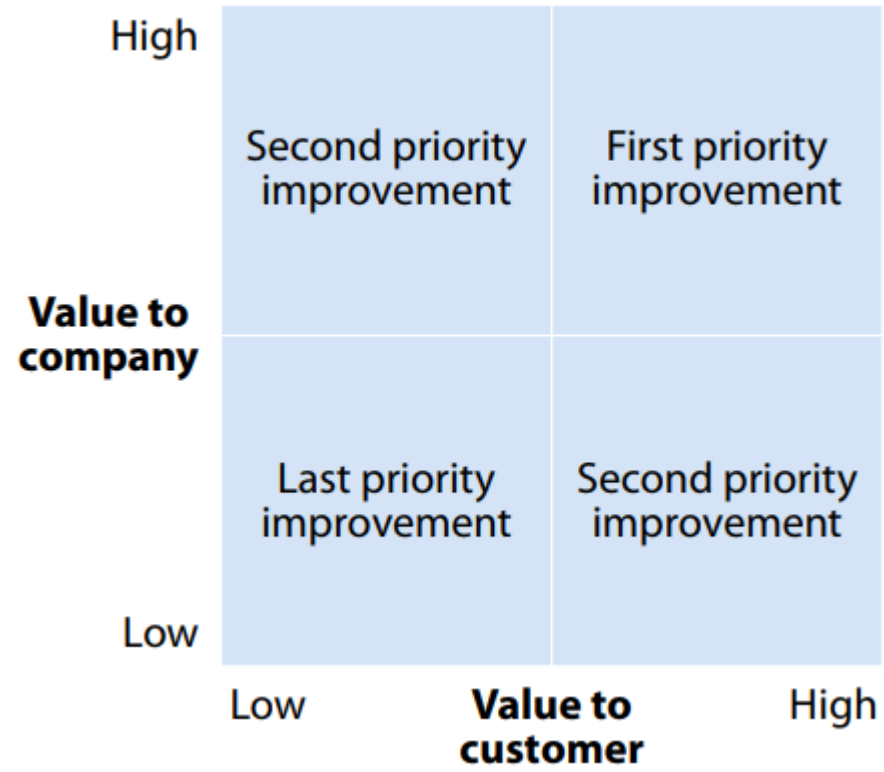 High
Second priority
improvement
First priority
improvement
Value to
company
Last priority
improvement
Second priority
improvement
Low
Low
Value to
customer
High